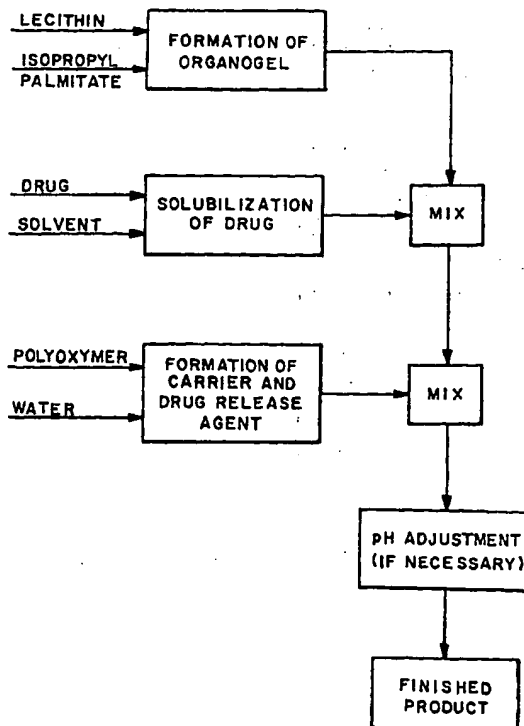 LECITHIN
ISOPROPYL
PALMITATE
FORMATION OF
ORGANOGEL
DRUG
SOLVENT
SOLUBILIZATION
OF DRUG
MIX
POLYOXYMER
WATER
FORMATION OF
CARRIER AND
DRUG RELEASE
AGENT
MIX
pH ADJUSTMENT
(IF NECESSARY)
FINISHED
PRODUCT